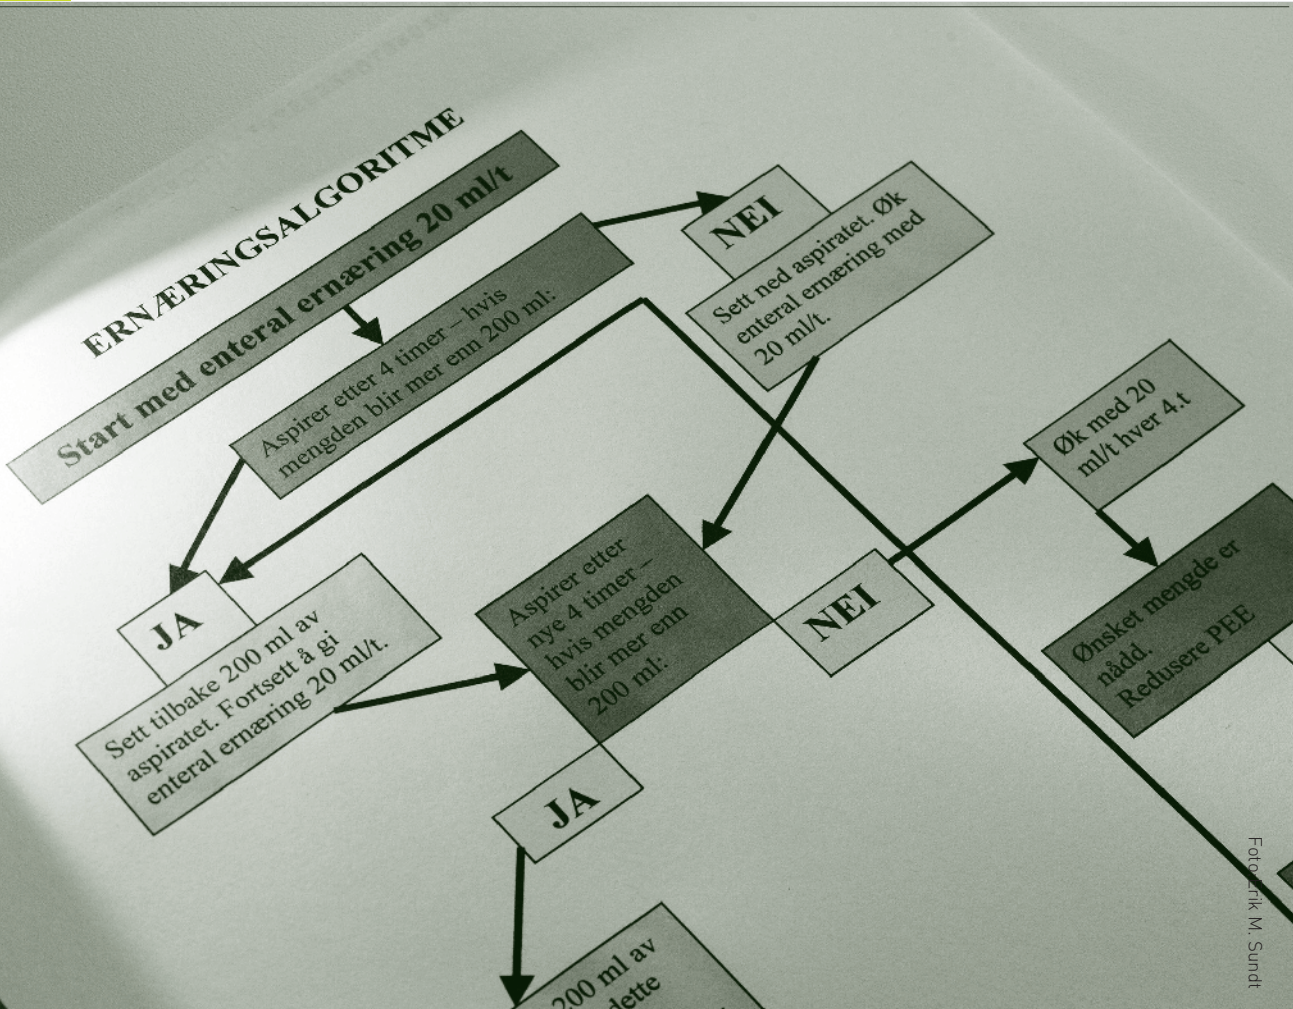 ERNÆRINGSALGORITME
Start med enteral ernæring 20 ml/t
Aspirer etter 4 timer – hvis
mengden blir mer enn 200 ml:
NEI
Sett ned aspiratet. Øk
enteral ernæring med
20 ml/t.
JA
Sett tilbake 200 ml av
aspiratet. Fortsett å gi
enteral ernæring 20 ml/t.
Aspirer etter
nye 4 timer –
hvis mengden
blir mer enn
200 ml:
NEI
Øk med 20
ml/t hver 4.t
Ønsket mengde er
nådd.
Redusere PEE
JA
200 ml av
dette
Foto: Erik M. Sundt